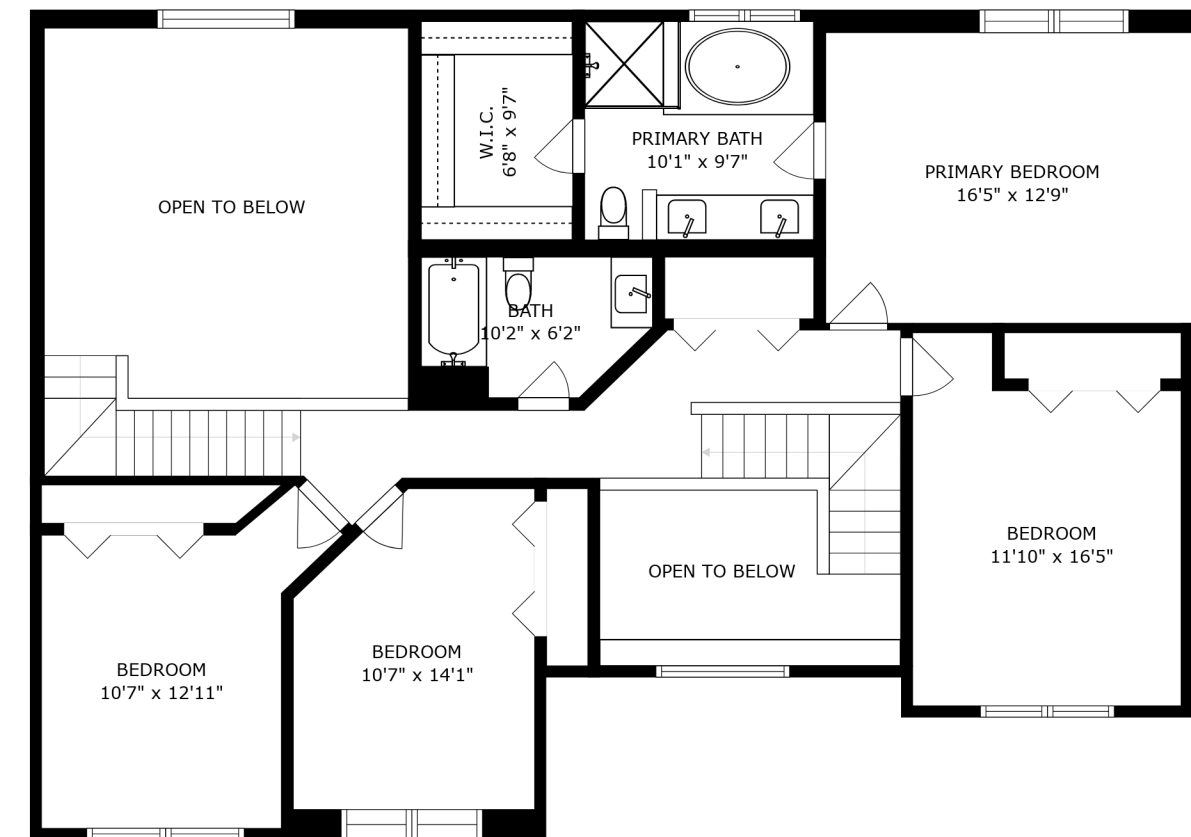 OPEN TO BELOW
W.I.C.
6'8" x 9'7"
PRIMARY BATH
10'1" x 9'7"
PRIMARY BEDROOM
16'5" x 12'9"
BATH
10'2" x 6'2"
BEDROOM
11'10" x 16'5"
OPEN TO BELOW
BEDROOM
10'7" x 14'1"
BEDROOM
10'7" x 12'11"